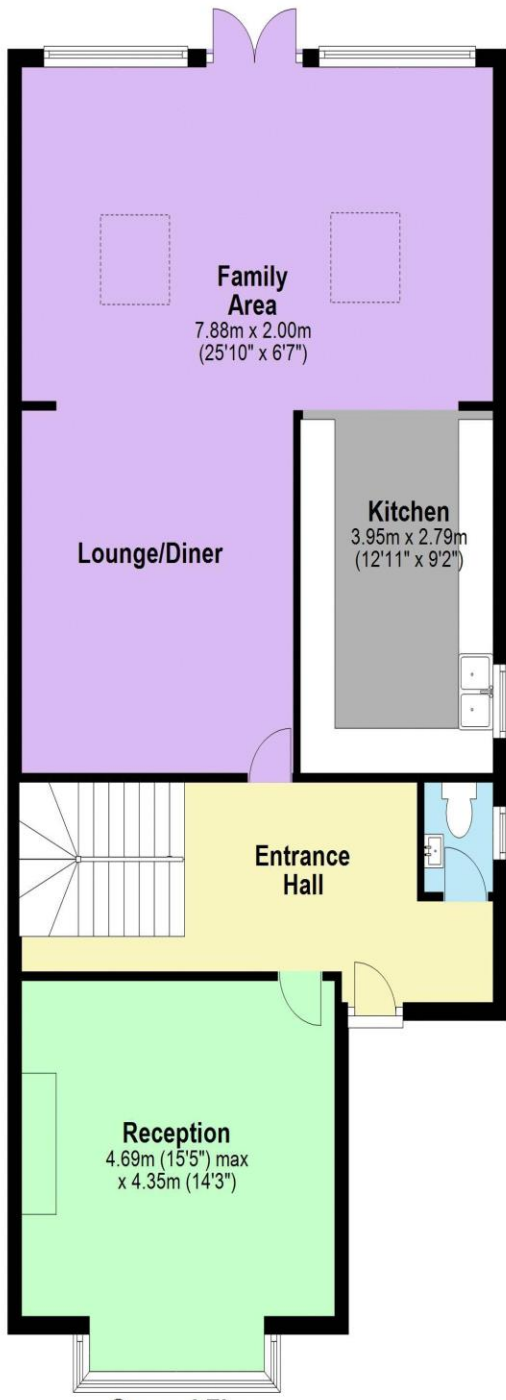 Family
Area
7.88m x 2.00m
(25'10" x 6'7")
Kitchen
3.95m x 2.79m
(12'11" x 9'2")
Lounge/Diner
Entrance
Hall
Reception
4.69m (15'5") max
x 4.35m (14'3")